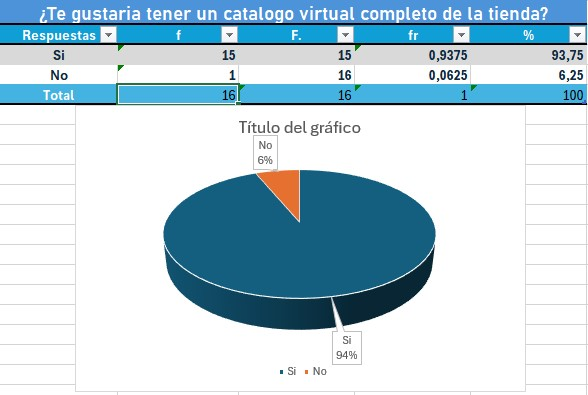 ¿Te gustaria tener un catalogo virtual completo de la tienda?
Respuestas f F. fr %
Si 15 15 0,9375 93,75
No 1 16 0,0625 6,25
Total 16 16 1 100
Título del gráfico
No
6%
Si
94%
Si No